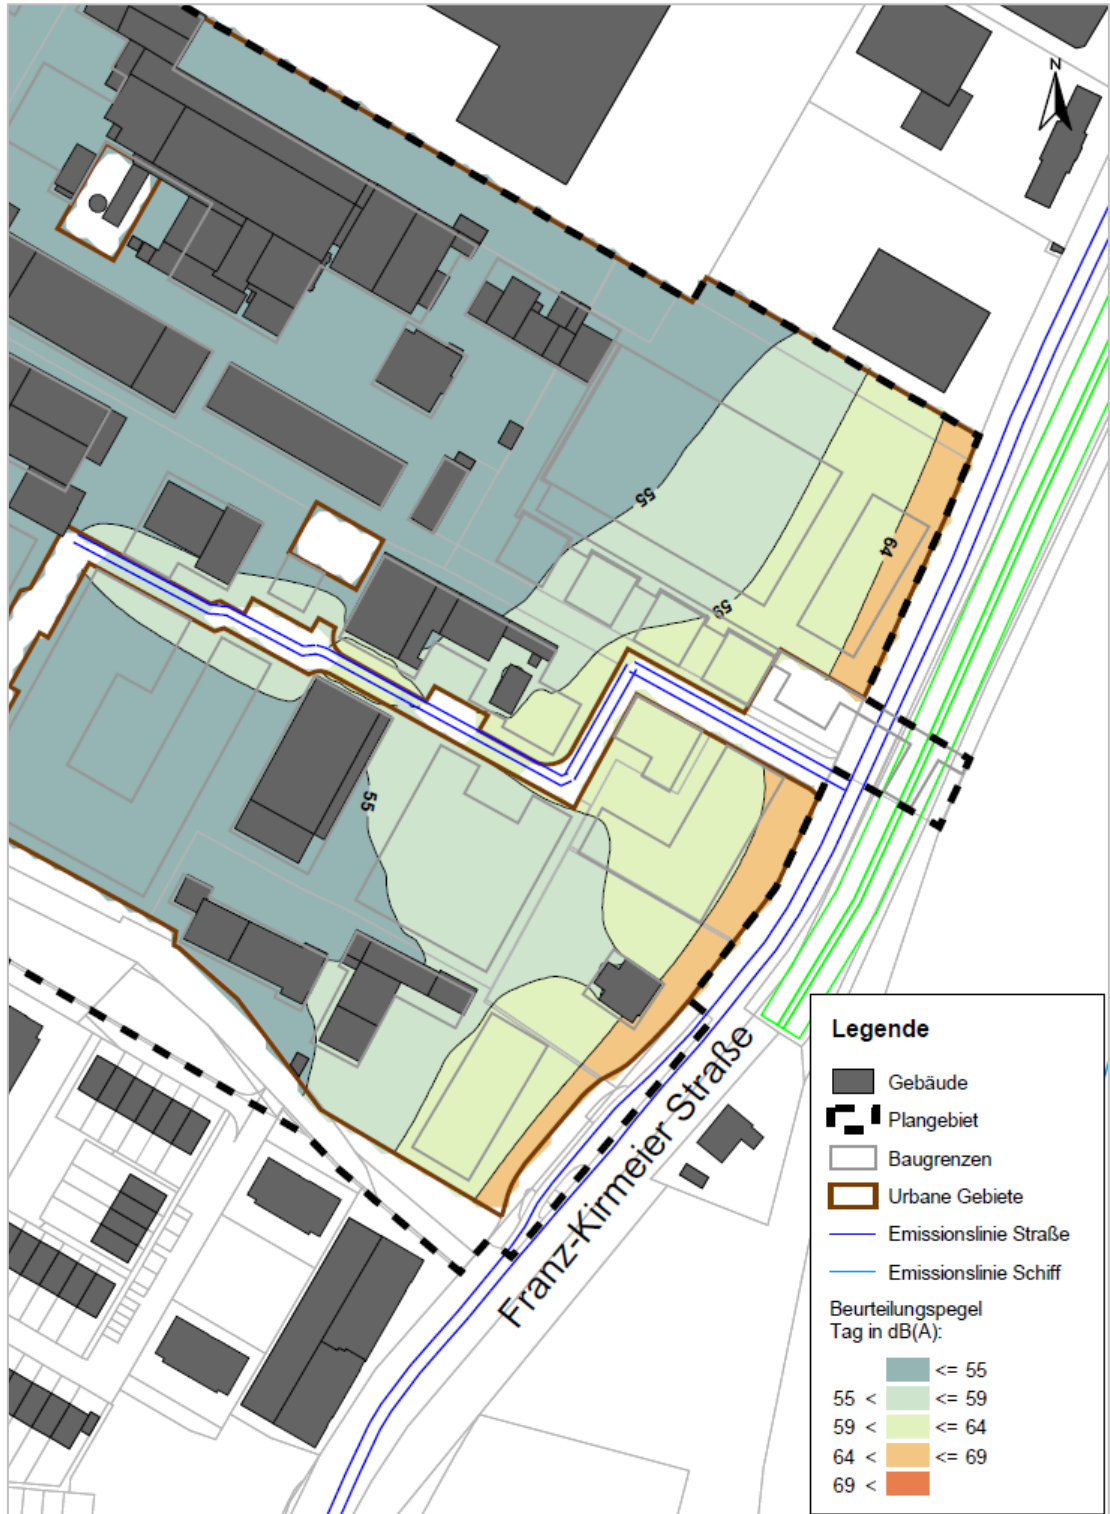 N
55
64
59
55
Franz-Kirmeier Straße
Legende
Gebäude
Plangebiet
Baugrenzen
Urbane Gebiete
Emissionslinie Straße
Emissionslinie Schiff
Beurteilungspegel
Tag in dB(A):
<= 55
55 < <= 59
59 < <= 64
64 < <= 69
69 <